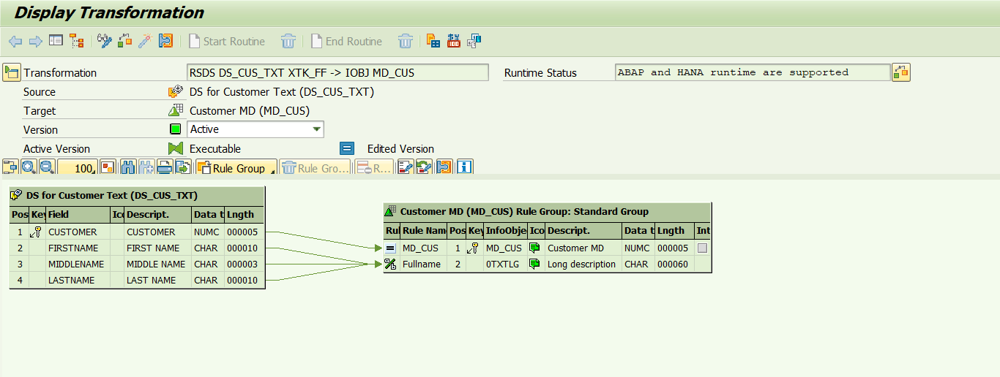 Display Transformation
Start Routine End Routine
Transformation RSDS DS_CUS_TXT XTK_FF -> IOBJ MD_CUS Runtime Status ABAP and HANA runtime are supported
Source DS for Customer Text (DS_CUS_TXT)
Target Customer MD (MD_CUS)
Version Active
Active Version Executable Edited Version
100 Rule Group Rule Gro... R...
DS for Customer Text (DS_CUS_TXT)
Pos Key Field Ico Descript. Data t Lngth
1 CUSTOMER CUSTOMER NUMC 000005
2 FIRSTNAME FIRST NAME CHAR 000010
3 MIDDLENAME MIDDLE NAME CHAR 000003
4 LASTNAME LAST NAME CHAR 000010
Customer MD (MD_CUS) Rule Group: Standard Group
Rul Rule Name Pos Key InfoObje Ico Descript. Data t Lngth Int
MD_CUS 1 MD_CUS Customer MD NUMC 000005
Fullname 2 0TXTLG Long description CHAR 000060